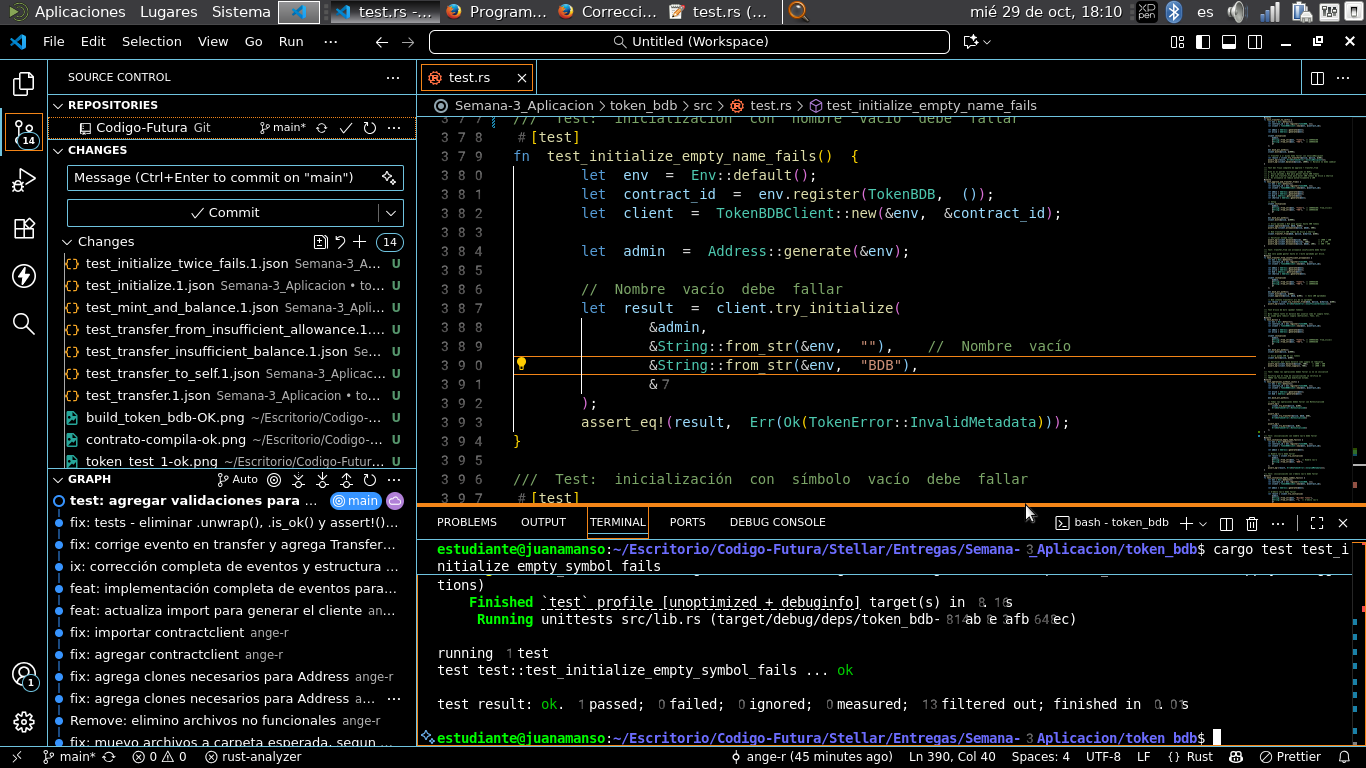 Aplicaciones Lugares Sistema test.rs -... Program... Correcci... test.rs (... mié 29 de oct, 18:10 XP PEN es
File Edit Selection View Go Run ··· Untitled (Workspace)
SOURCE CONTROL ···
REPOSITORIES
Codigo-Futura Git main* ···
14
CHANGES
Message (Ctrl+Enter to commit on "main")
Commit
Changes 14
test_initialize_twice_fails.1.json Semana-3_A... U
test_initialize.1.json Semana-3_Aplicacion • to... U
test_mint_and_balance.1.json Semana-3_Apli... U
test_transfer_from_insufficient_allowance.1.... U
test_transfer_insufficient_balance.1.json Se... U
test_transfer_to_self.1.json Semana-3_Aplicac... U
test_transfer.1.json Semana-3_Aplicacion • to... U
build_token_bdb-OK.png ~/Escritorio/Codigo-... U
contrato-compila-ok.png ~/Escritorio/Codigo-... U
token_test_1-ok.png ~/Escritorio/Codigo-Futur... U
GRAPH Auto ···
test: agregar validaciones para ... main
fix: tests - eliminar .unwrap(), .is_ok() y assert!()...
fix: corrige evento en transfer y agrega Transfer...
ix: corrección completa de eventos y estructura ...
feat: implementación completa de eventos para...
feat: actualiza import para generar el cliente an...
fix: importar contractclient ange-r
fix: agregar contractclient ange-r
fix: agrega clones necesarios para Address ange-r
fix: agrega clones necesarios para Address a... ···
Remove: elimino archivos no funcionales ange-r
fix: muevo archivos a carpeta esperada, segun ...
1
test.rs
Semana-3_Aplicacion > token_bdb > src > test.rs > test_initialize_empty_name_fails
377 /// Test: inicialización con nombre vacío debe fallar
378 #[test]
379 fn test_initialize_empty_name_fails() {
380 let env = Env::default();
381 let contract_id = env.register(TokenBDB, ());
382 let client = TokenBDBClient::new(&env, &contract_id);
383
384 let admin = Address::generate(&env);
385
386 // Nombre vacío debe fallar
387 let result = client.try_initialize(
388 &admin,
389 &String::from_str(&env, ""), // Nombre vacío
390 &String::from_str(&env, "BDB"),
391 &7
392 );
393 assert_eq!(result, Err(Ok(TokenError::InvalidMetadata)));
394 }
395
396 /// Test: inicialización con símbolo vacío debe fallar
397 #[test]
PROBLEMS OUTPUT TERMINAL PORTS DEBUG CONSOLE bash - token_bdb ···
estudiante@juanamanso:~/Escritorio/Codigo-Futura/Stellar/Entregas/Semana-3_Aplicacion/token_bdb$ cargo test test_i
nitialize_empty_symbol_fails
tions)
Finished `test` profile [unoptimized + debuginfo] target(s) in 8.16s
Running unittests src/lib.rs
running 1 test
test test::test_initialize_empty_symbol_fails ... ok
test result: ok. 1 passed; 0 failed; 0 ignored; 0 measured; 13 filtered out; finished in 0.01s
estudiante@juanamanso:~/Escritorio/Codigo-Futura/Stellar/Entregas/Semana-3_Aplicacion/token_bdb$
main* 0 0 rust-analyzer ange-r (45 minutes ago) Ln 390, Col 40 Spaces: 4 UTF-8 LF {} Rust Prettier